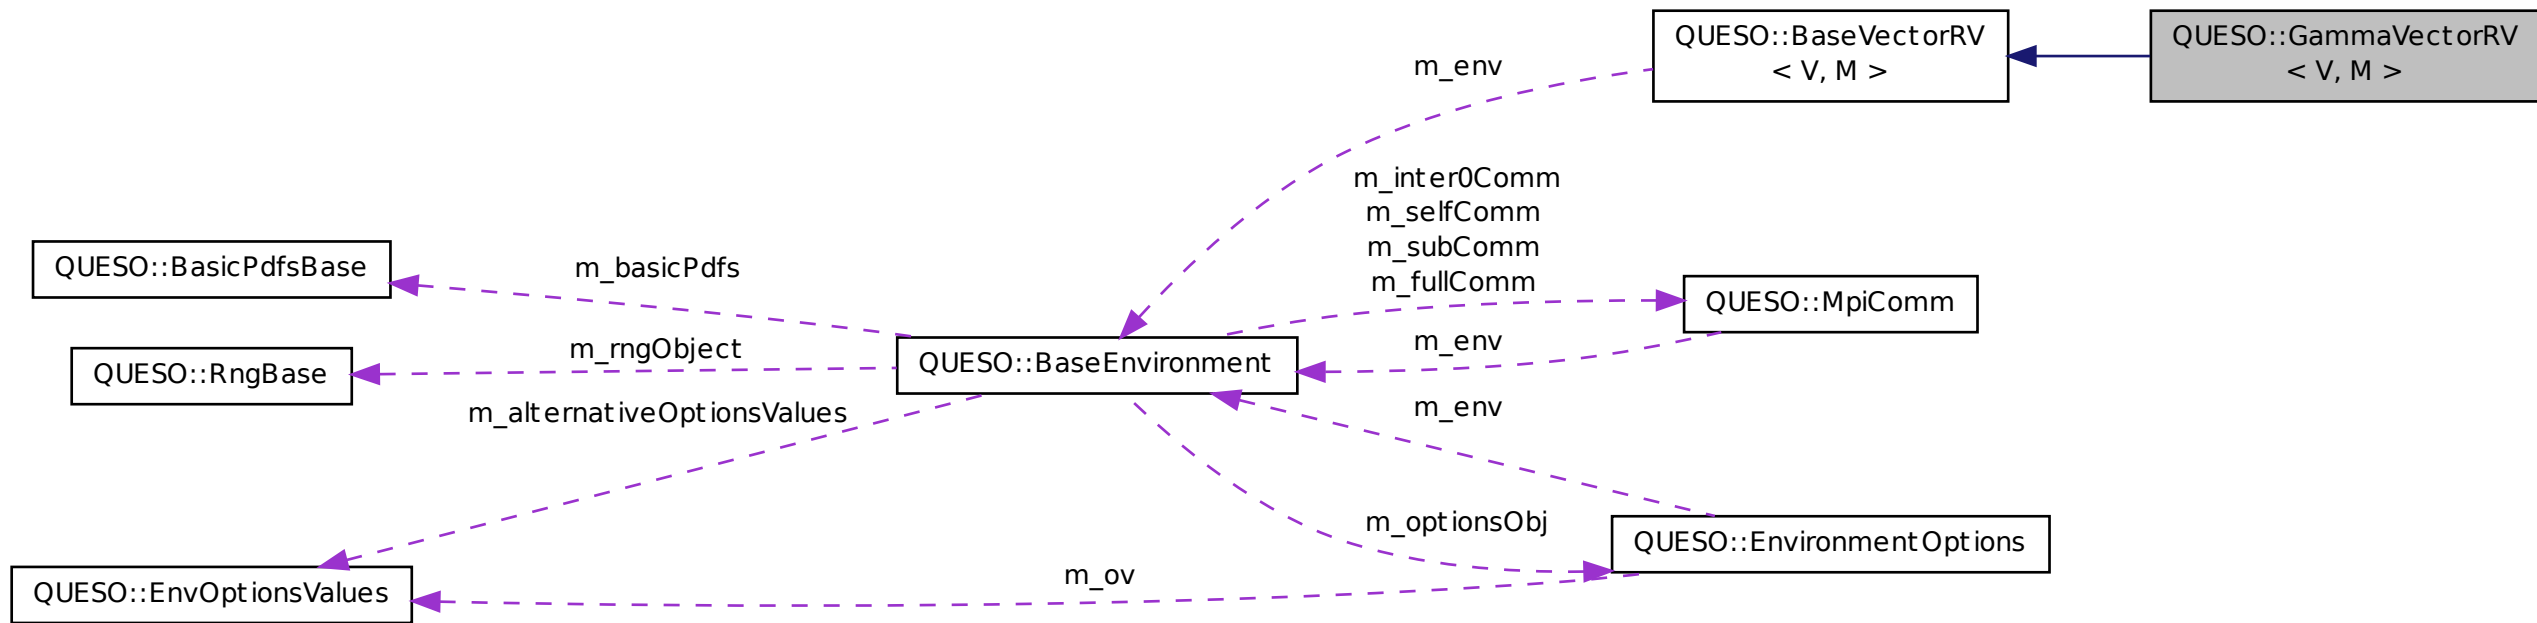 QUESO::BaseVectorRV
< V, M >
QUESO::GammaVectorRV
< V, M >
m_env
m_inter0Comm
m_selfComm
m_subComm
m_fullComm
QUESO::BasicPdfsBase
m_basicPdfs
QUESO::MpiComm
QUESO::RngBase
m_rngObject
QUESO::BaseEnvironment
m_env
m_alternativeOptionsValues
m_env
m_optionsObj
QUESO::EnvironmentOptions
m_ov
QUESO::EnvOptionsValues